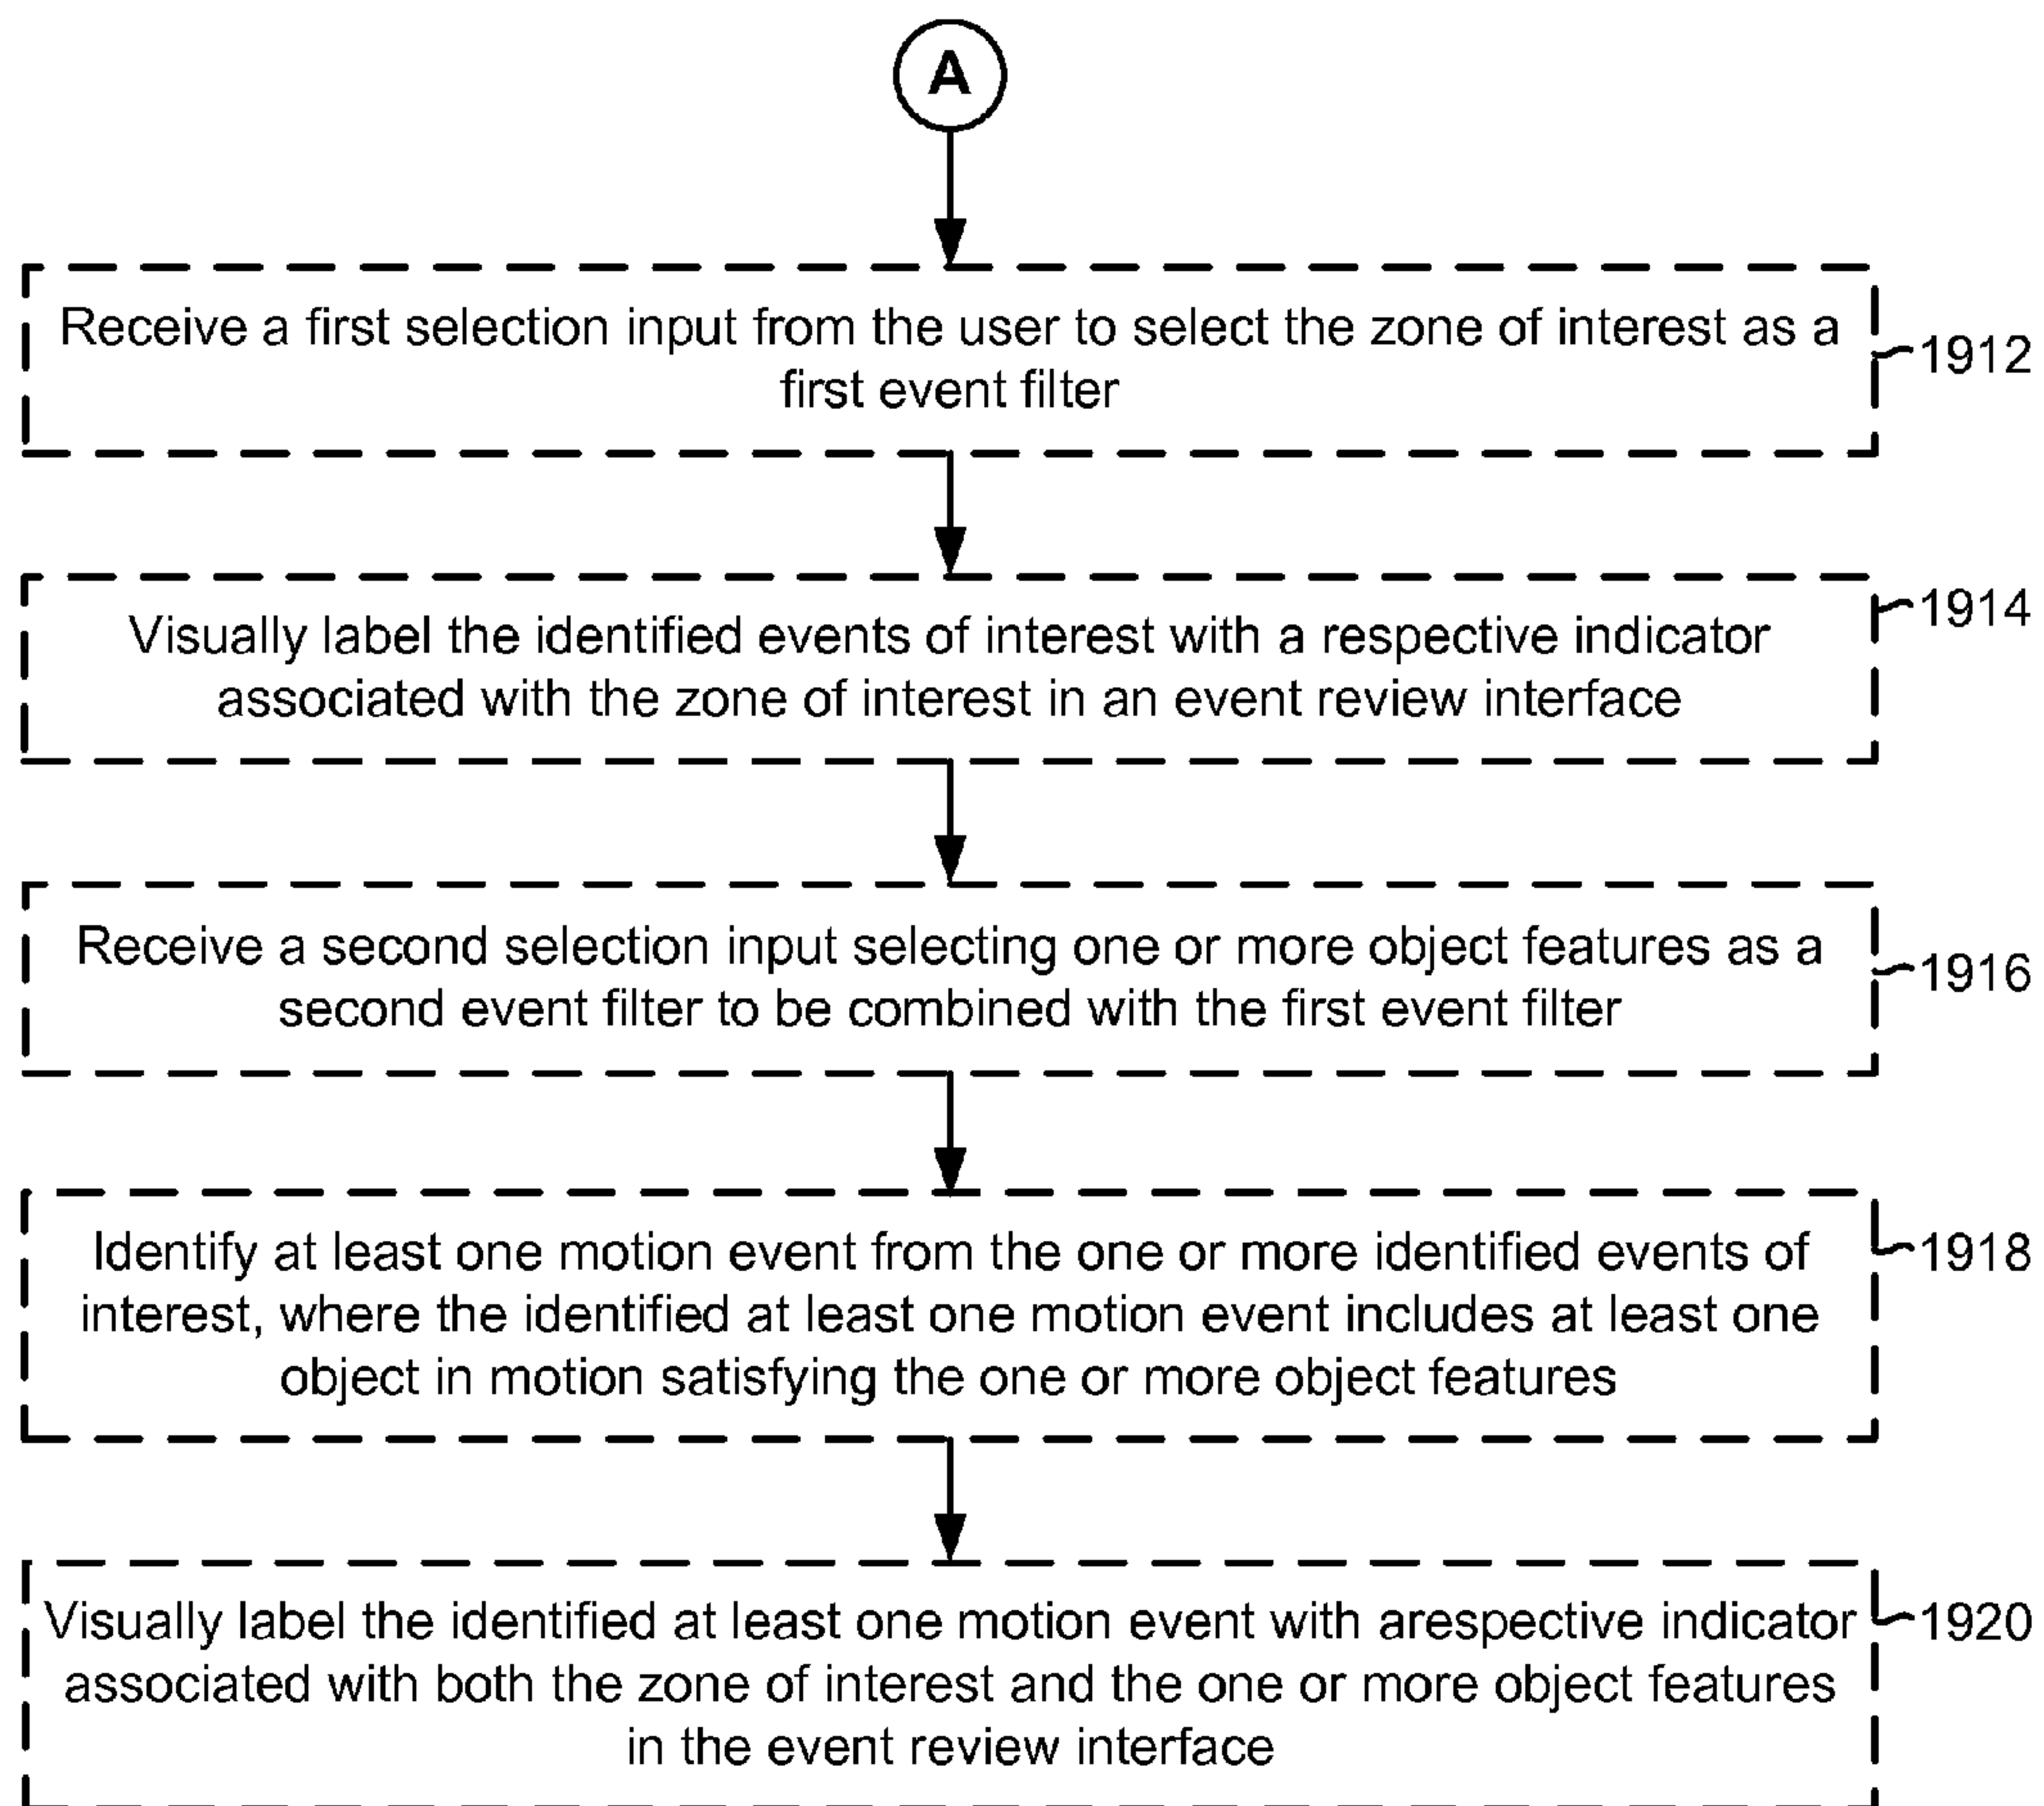 A
Receive a first selection input from the user to select the zone of interest as a
first event filter
1912
Visually label the identified events of interest with a respective indicator
associated with the zone of interest in an event review interface
1914
Receive a second selection input selecting one or more object features as a
second event filter to be combined with the first event filter
1916
Identify at least one motion event from the one or more identified events of
interest, where the identified at least one motion event includes at least one
object in motion satisfying the one or more object features
1918
Visually label the identified at least one motion event with arespective indicator
associated with both the zone of interest and the one or more object features
in the event review interface
1920